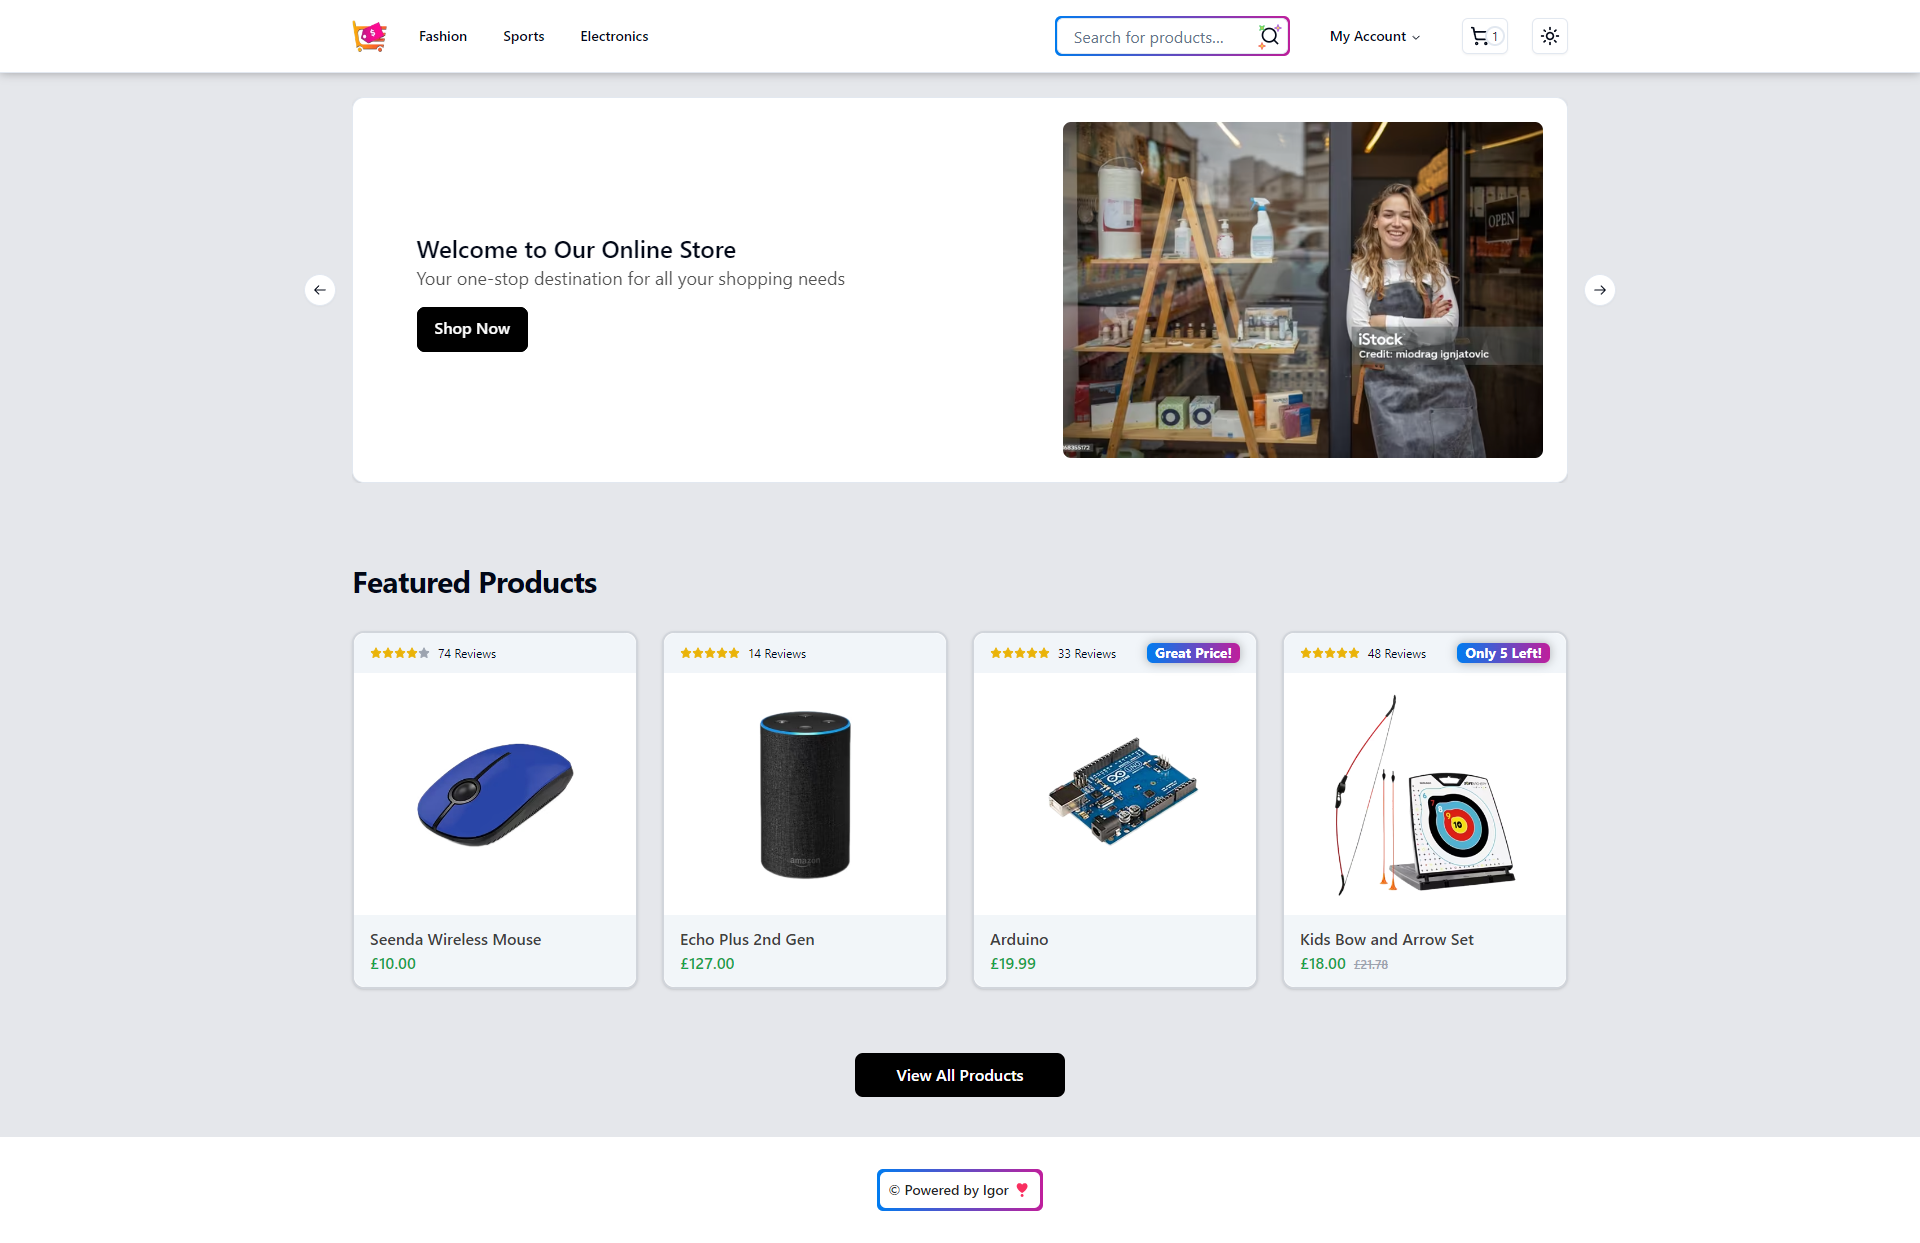 Fashion
Sports
Electronics
Search for products...
My Account
1
Welcome to Our Online Store
Your one-stop destination for all your shopping needs
Shop Now
OPEN
iStock
Credit: miodrag ignjatovic
Featured Products
74 Reviews
14 Reviews
33 Reviews
Great Price!
48 Reviews
Only 5 Left!
amazon
10
Seenda Wireless Mouse
£10.00
Echo Plus 2nd Gen
£127.00
Arduino
£19.99
Kids Bow and Arrow Set
£18.00 £21.78
View All Products
© Powered by Igor